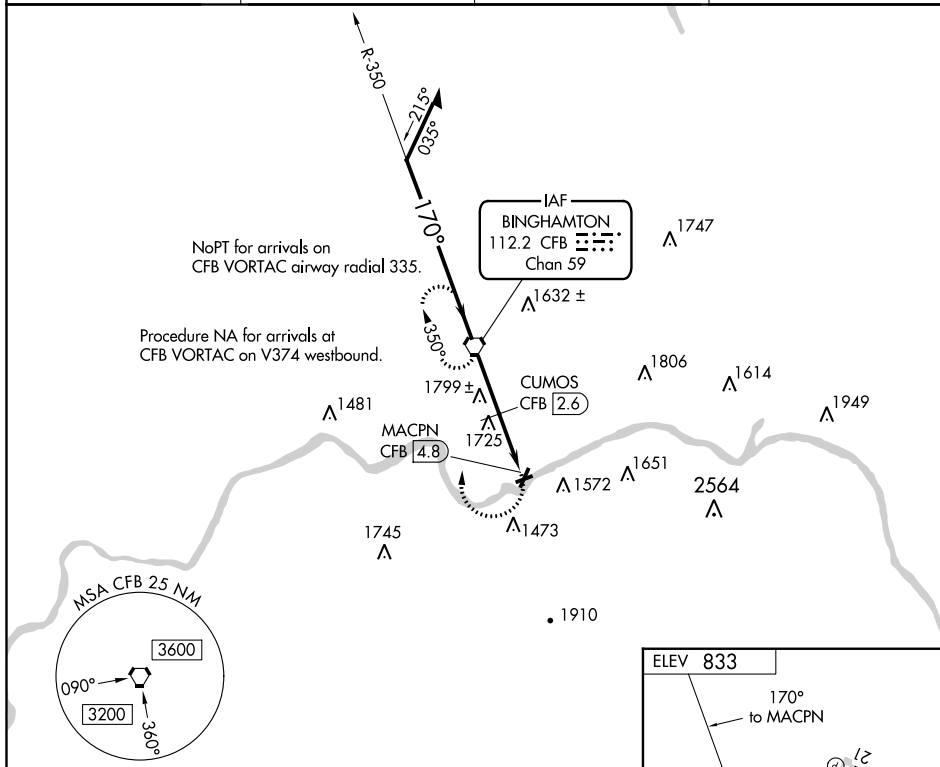 R-350
215°
035°
170°
IAF
BINGHAMTON
112.2 CFB
Chan 59
1747
NoPT for arrivals on
CFB VORTAC airway radial 335.
1632 ±
Procedure NA for arrivals at
CFB VORTAC on V374 westbound.
350°
1806
1614
1799 ±
CUMOS
CFB 2.6
1481
1949
1725
MACPN
CFB 4.8
1572
1651
2564
1473
1745
MSA CFB 25 NM
3600
090°
3200
360°
1910
ELEV 833
170°
to MACPN
21